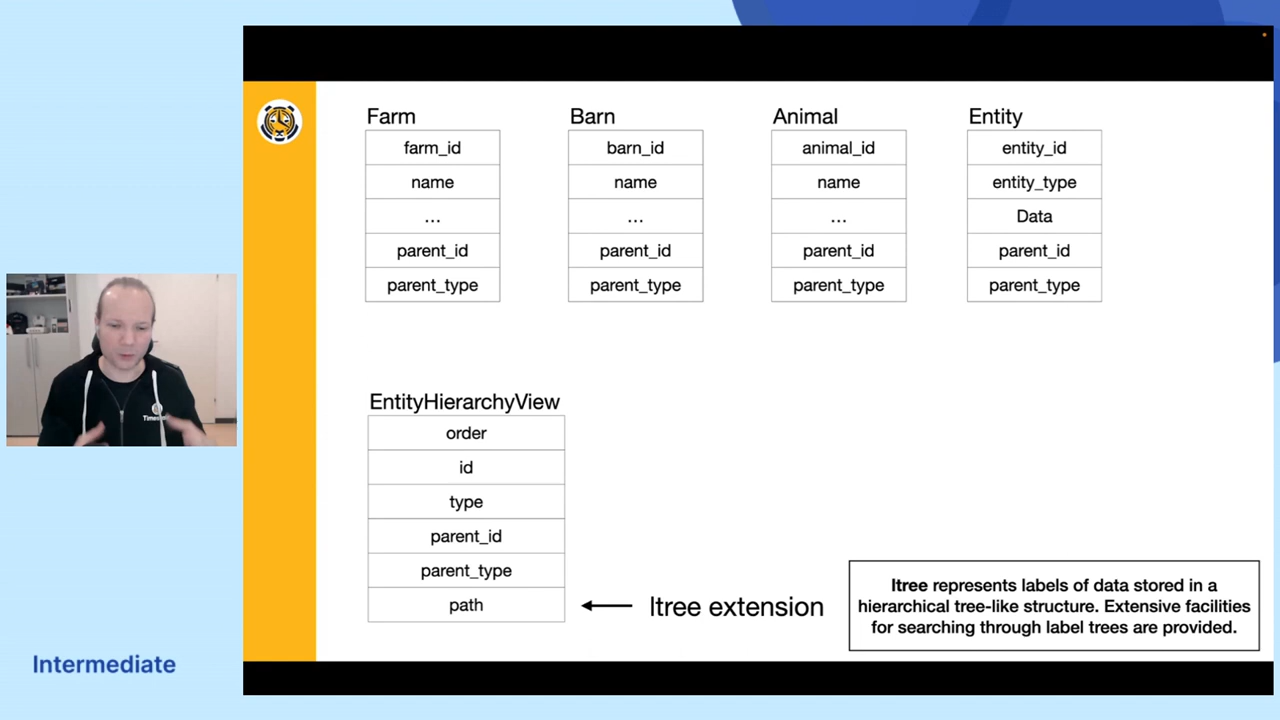 Farm
farm_id
name
...
parent_id
parent_type
Barn
barn_id
name
...
parent_id
parent_type
Animal
animal_id
name
...
parent_id
parent_type
Entity
entity_id
entity_type
Data
parent_id
parent_type
EntityHierarchyView
order
id
type
parent_id
parent_type
path
ltree extension
ltree represents labels of data stored in a
hierarchical tree-like structure. Extensive facilities
for searching through label trees are provided.
Intermediate